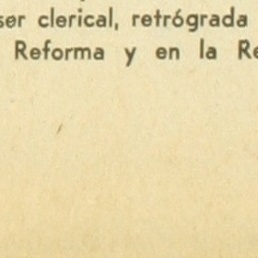 ser clerical, retrógrada
Reforma y en la Re